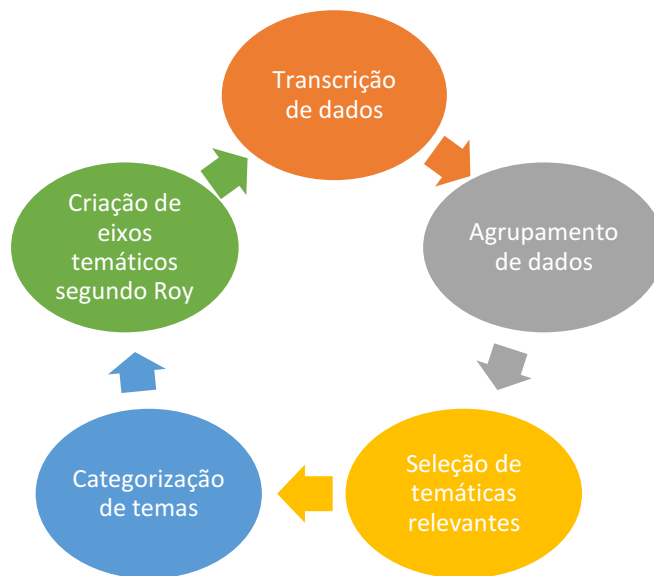 Transcrição
de dados
Agrupamento
de dados
Seleção de
temáticas
relevantes
Categorização
de temas
Criação de
eixos
temáticos
segundo Roy